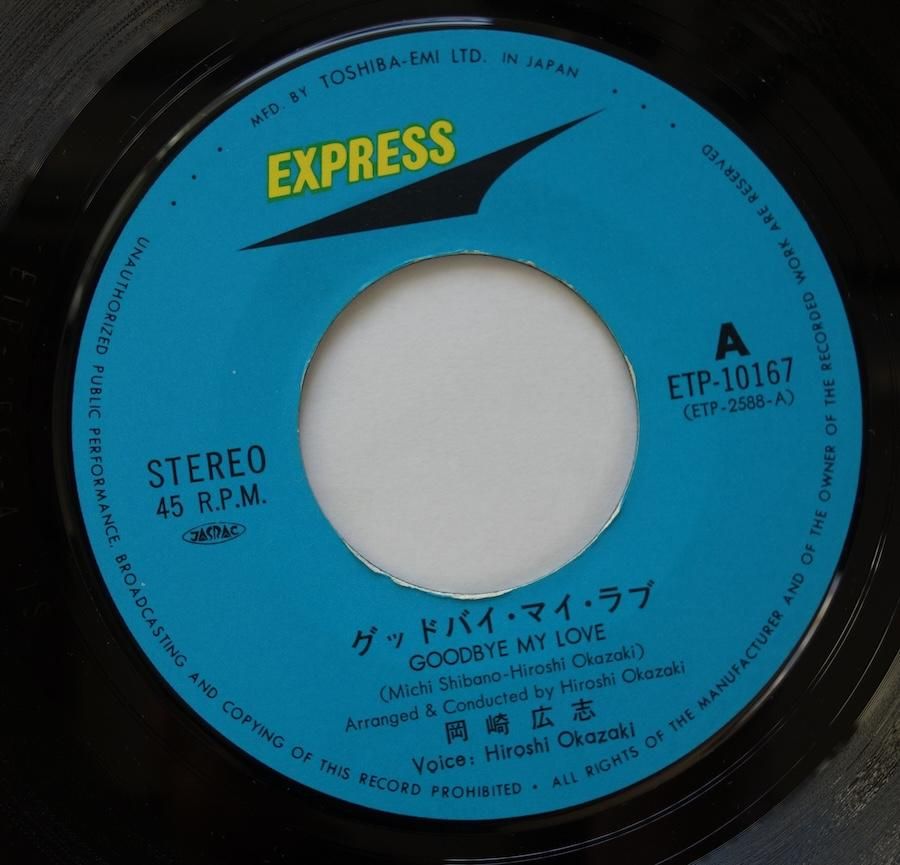 MFD. BY TOSHIBA-EMI LTD. IN JAPAN
EXPRESS
A
ETP-10167
(ETP-2588-A)
STEREO
45 R.P.M.
JASRAC
グッドバイ・マイ・ラブ
GOODBYE MY LOVE
(Michi Shibano-Hiroshi Okazaki)
Arranged & Conducted by Hiroshi Okazaki
岡崎広志
Voice: Hiroshi Okazaki
UNAUTHORIZED PUBLIC PERFORMANCE, BROADCASTING AND COPYING OF THIS RECORD PROHIBITED · ALL RIGHTS OF THE MANUFACTURER AND OF THE OWNER OF THE RECORDED WORK ARE RESERVED